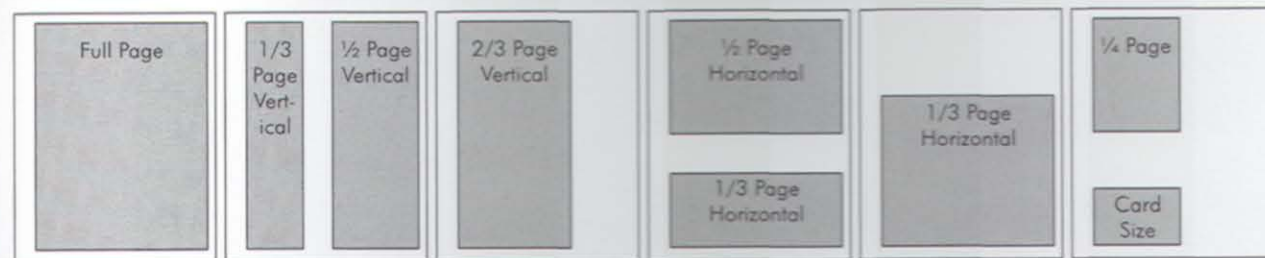 Full Page
1/3
Page
Vert-
ical
½ Page
Vertical
2/3 Page
Vertical
½ Page
Horizontal
1/3 Page
Horizontal
1/3 Page
Horizontal
¼ Page
Card
Size